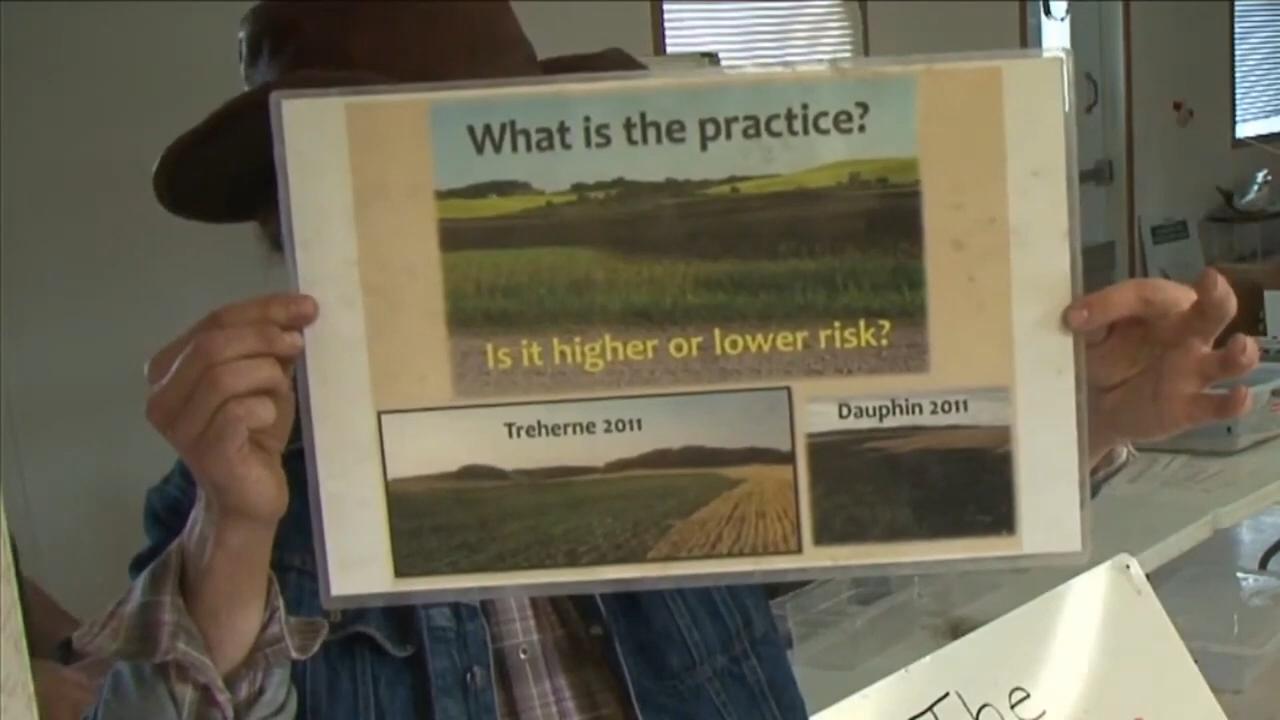 What is the practice?
Is it higher or lower risk?
Treherne 2011
Dauphin 2011
The